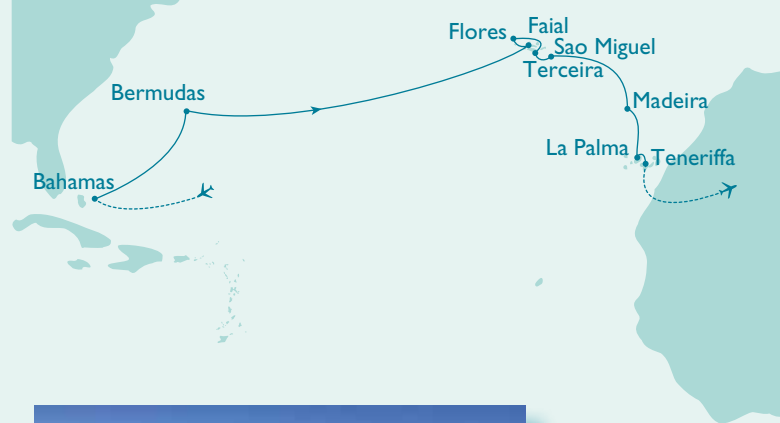 Flores
Faial
Sao Miguel
Terceira
Bermudas
Madeira
La Palma
Teneriffa
Bahamas